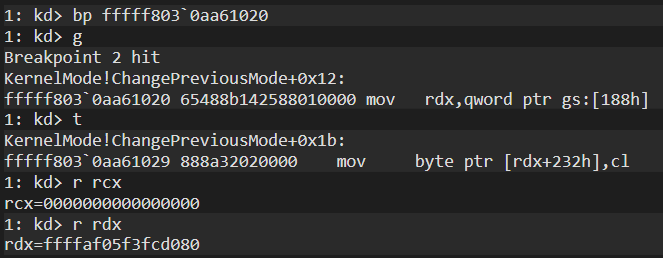 1: kd> bp fffff803`0aa61020
1: kd> g
Breakpoint 2 hit
KernelMode!ChangePreviousMode+0x12:
fffff803`0aa61020 65488b142588010000 mov rdx,qword ptr gs:[188h]
1: kd> t
KernelMode!ChangePreviousMode+0x1b:
fffff803`0aa61029 888a32020000 mov byte ptr [rdx+232h],cl
1: kd> r rcx
rcx=0000000000000000
1: kd> r rdx
rdx=ffffaf05f3fcd080